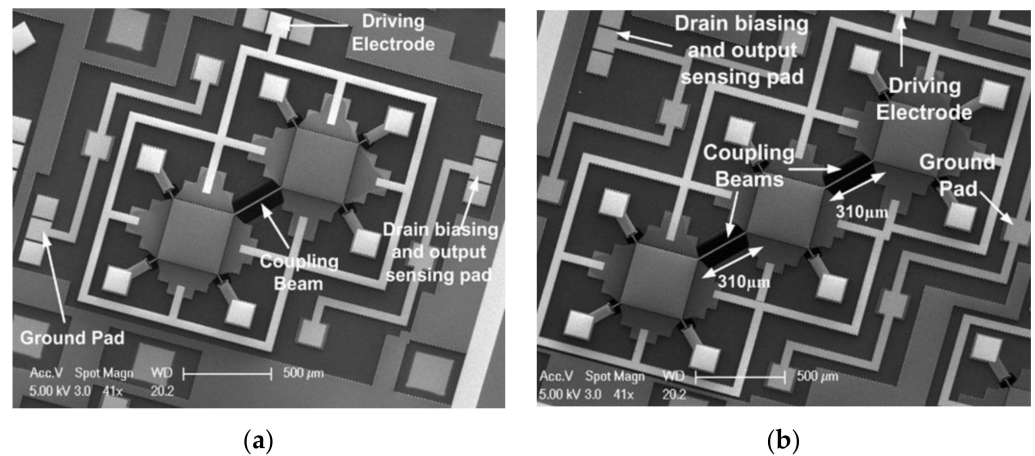 Driving
Electrode
Drain biasing
and output
sensing pad
Coupling
Beam
Ground Pad
Acc.V Spot Magn WD
5.00 kV 3.0 41x 20.2
500 µm
Drain biasing
and output
sensing pad
Driving
Electrode
Coupling
Beams
Ground
Pad
310µm
310µm
Acc.V Spot Magn WD
5.00 kV 3.0 41x 20.2
500 µm
(a)
(b)